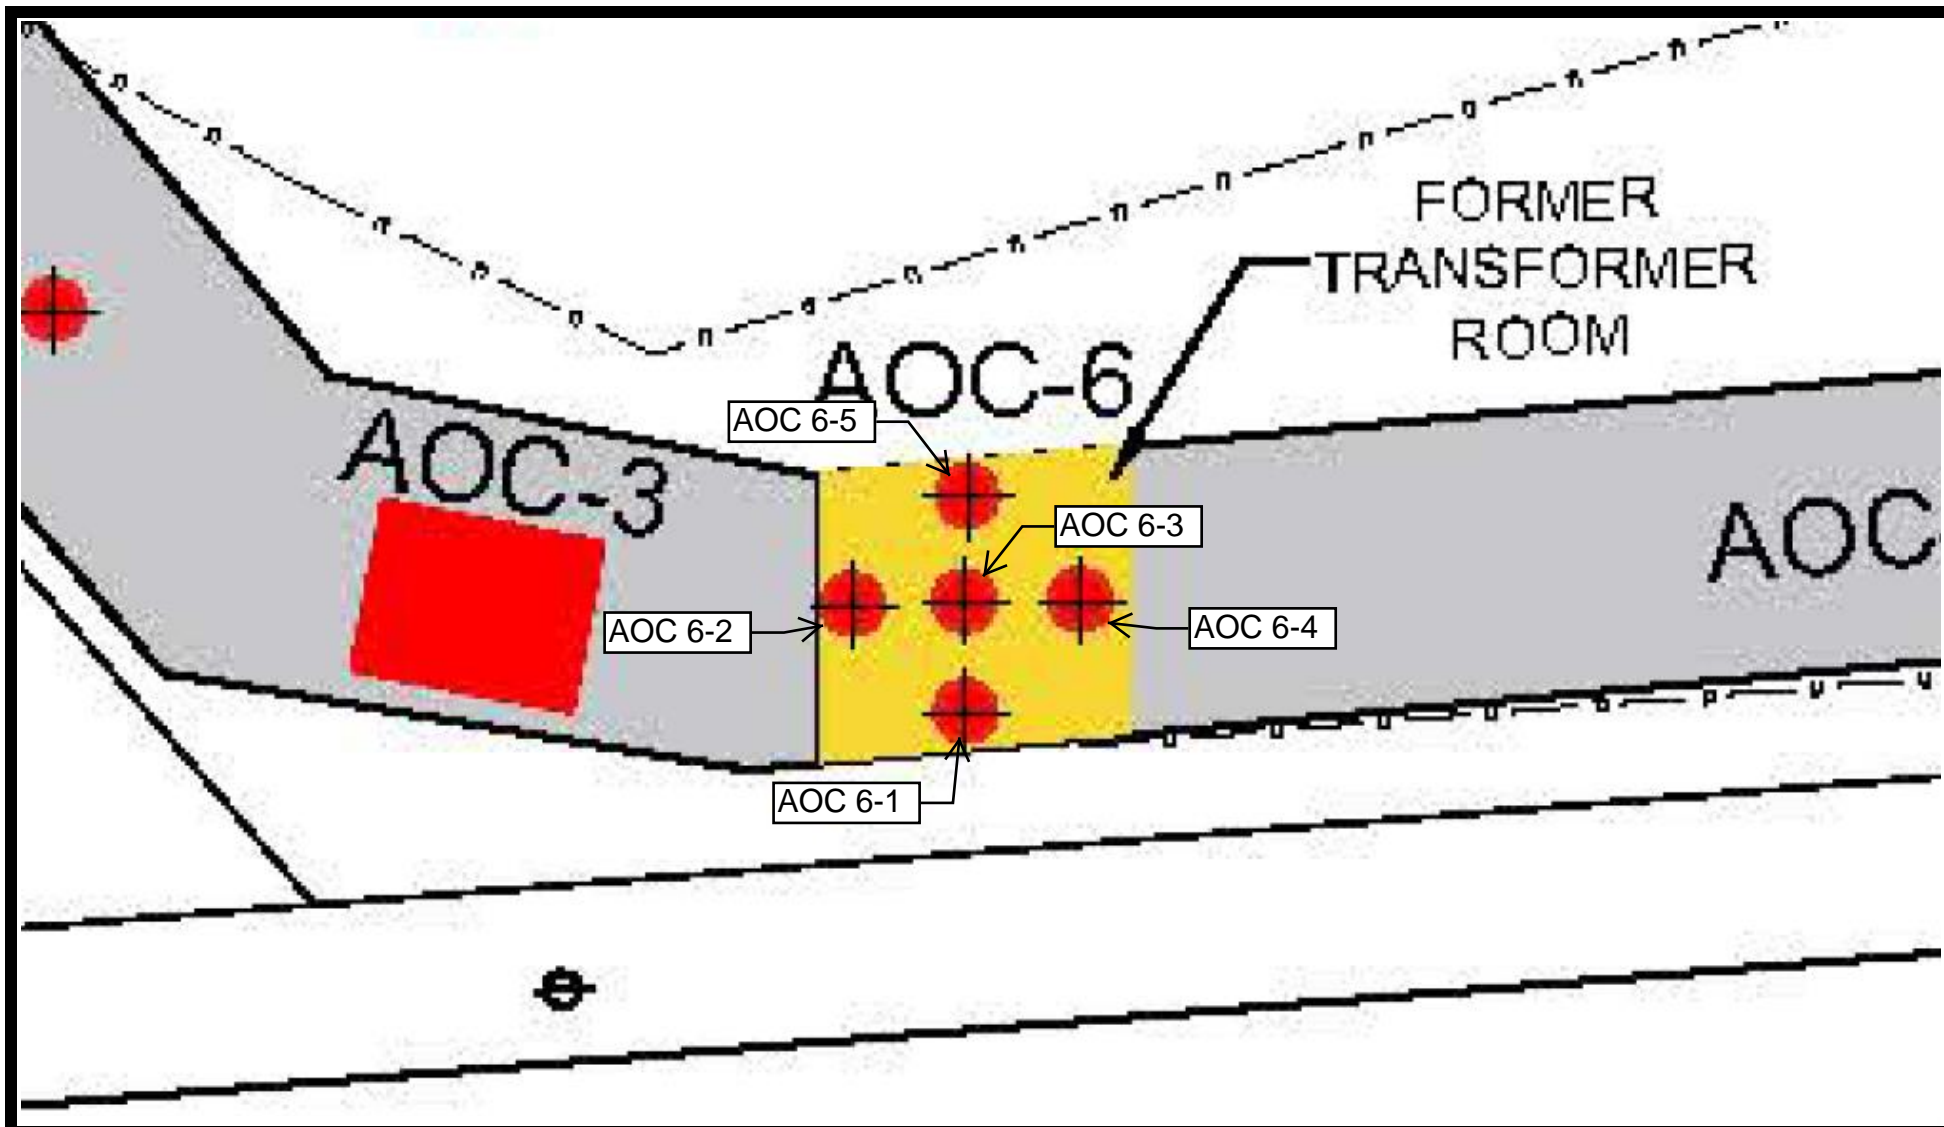 FORMER
TRANSFORMER
ROOM
AOC-6
AOC 6-5
AOC-3
AOC 6-3
AOC-
AOC 6-2
AOC 6-4
AOC 6-1